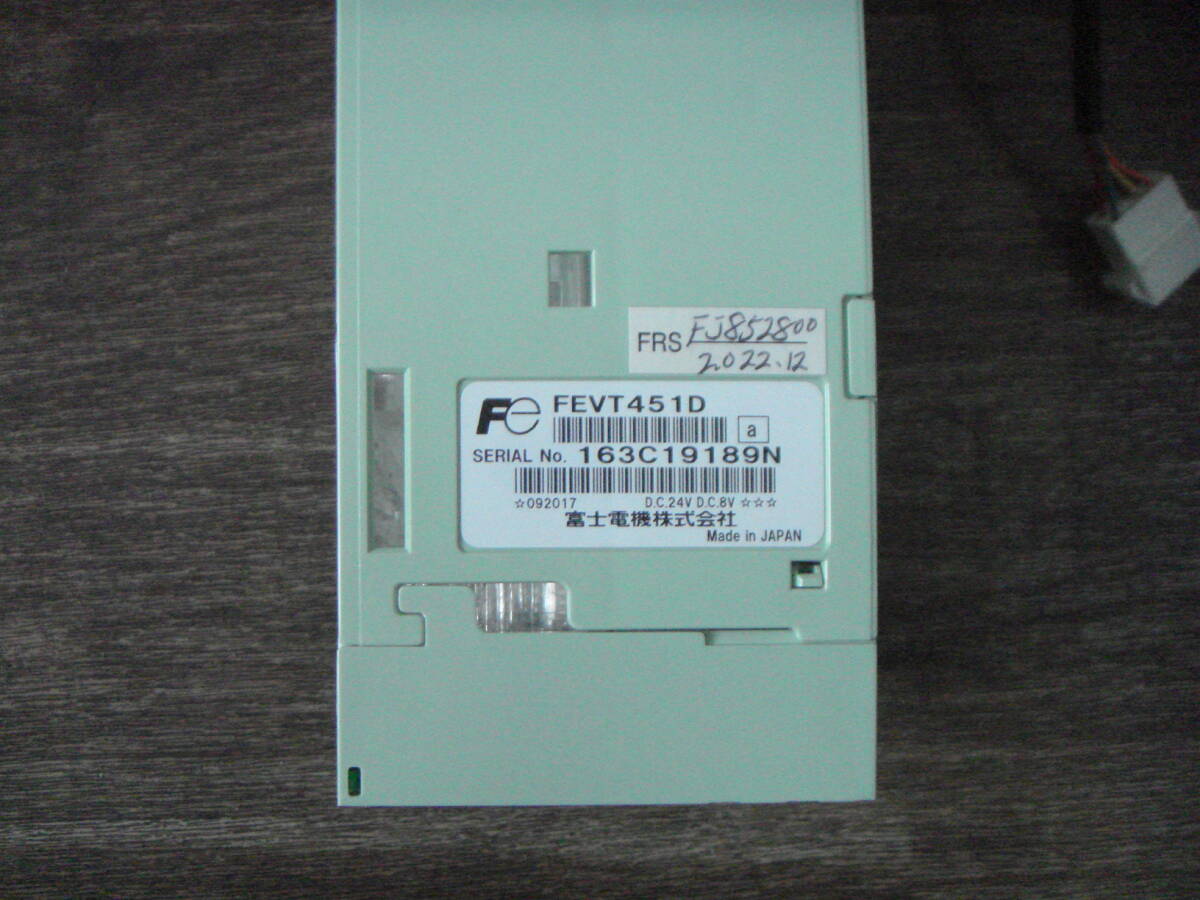 FRS FJ852800
2022.12
Fe FEVT451D
a
SERIAL No. 163C19189N
☆092017 D.C.24V D.C.8V ☆☆☆
富士電機株式会社
Made in JAPAN